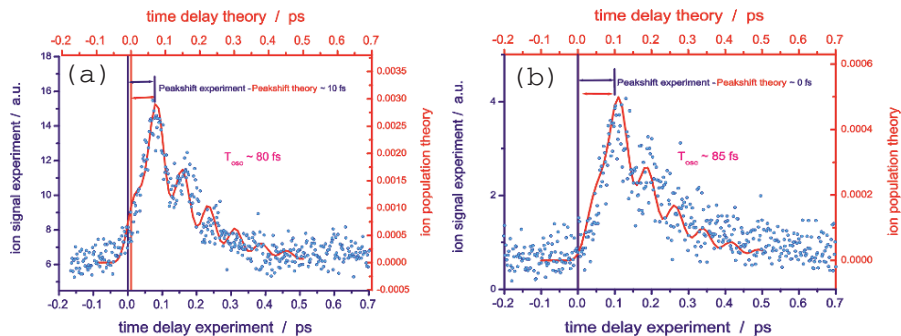 time delay theory / ps
-0.2 -0.1 0.0 0.1 0.2 0.3 0.4 0.5 0.6 0.7
(a)
Peakshift experiment -Peakshift theory ~ 10 fs
Tosc ~ 80 fs
18
16
14
12
10
8
6
ion signal experiment / a.u.
0.0035
0.0030
0.0025
0.0020
0.0015
0.0010
0.0005
0.0000
-0.0005
ion population theory
-0.2 -0.1 0.0 0.1 0.2 0.3 0.4 0.5 0.6 0.7
time delay experiment / ps
time delay theory / ps
-0.2 -0.1 0.0 0.1 0.2 0.3 0.4 0.5 0.6 0.7
(b)
Peakshift experiment -Peakshift theory ~ 0 fs
Tosc ~ 85 fs
4
2
0
ion signal experiment / a.u.
0.0006
0.0004
0.0002
0.0000
ion population theory
-0.2 -0.1 0.0 0.1 0.2 0.3 0.4 0.5 0.6 0.7
time delay experiment / ps